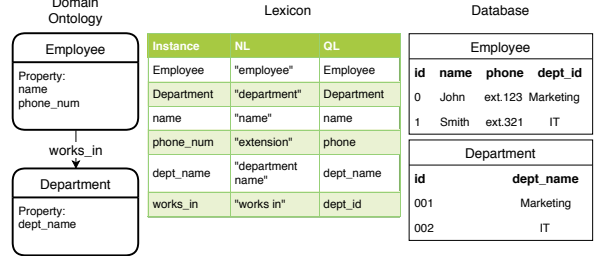 Domain
Ontology
Employee
Property:
name
phone_num
works_in
Department
Property:
dept_name
Lexicon
Instance NL QL
Employee "employee" Employee
Department "department" Department
name "name" name
phone_num "extension" phone
dept_name "department name" dept_name
works_in "works in" dept_id
Database
Employee
id name phone dept_id
0 John ext.123 Marketing
1 Smith ext.321 IT
Department
id dept_name
001 Marketing
002 IT